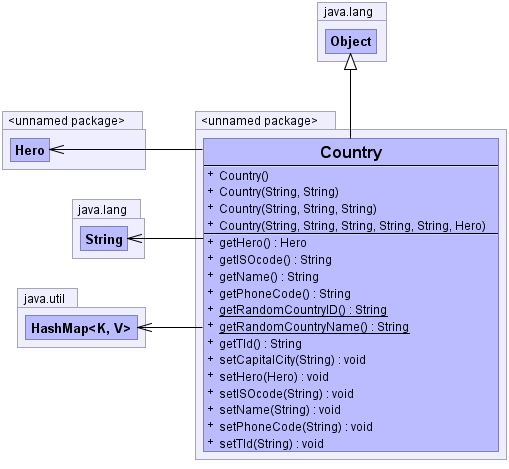 java.lang
Object
<unnamed package>
Hero
java.lang
String
java.util
HashMap<K, V>
<unnamed package>
Country
+ Country()
+ Country(String, String)
+ Country(String, String, String)
+ Country(String, String, String, String, String, Hero)
+ getHero() : Hero
+ getISOcode() : String
+ getName() : String
+ getPhoneCode() : String
+ getRandomCountryID() : String
+ getRandomCountryName() : String
+ getTld() : String
+ setCapitalCity(String) : void
+ setHero(Hero) : void
+ setISOcode(String) : void
+ setName(String) : void
+ setPhoneCode(String) : void
+ setTld(String) : void